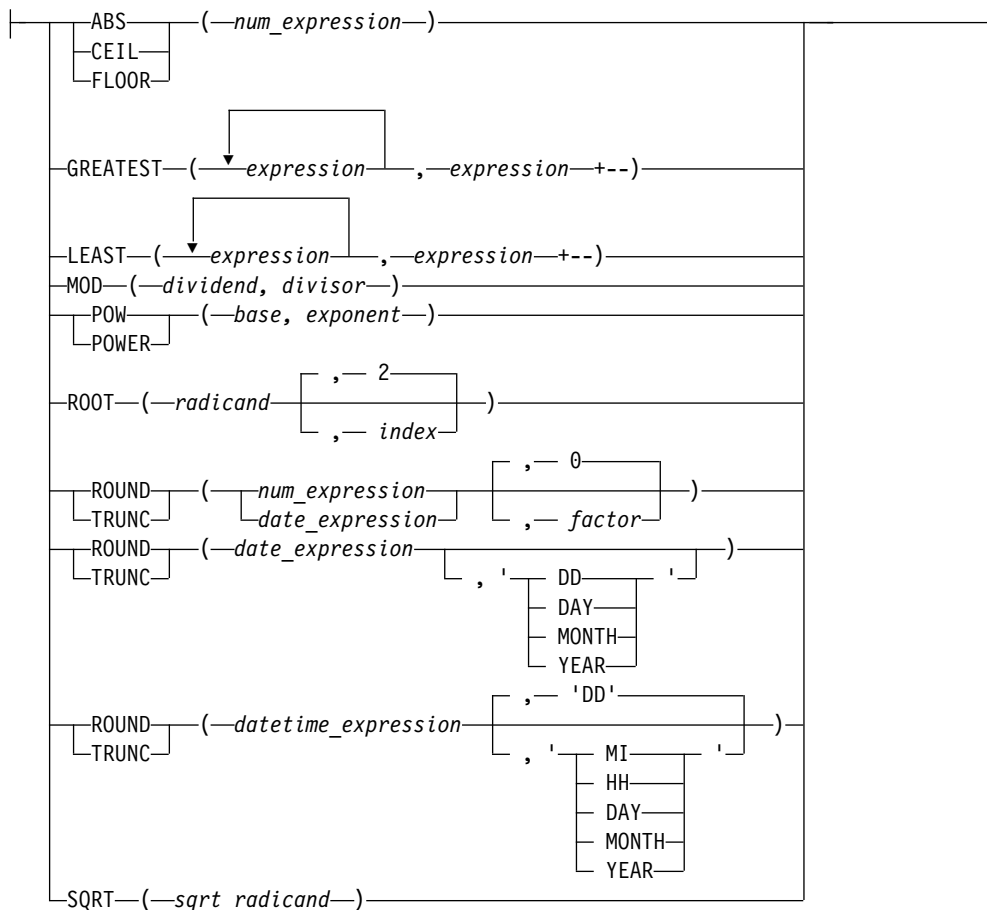 ABS ( num_expression )
CEIL
FLOOR
GREATEST ( expression , expression +--)
LEAST ( expression , expression +--)
MOD ( dividend, divisor )
POW ( base, exponent )
POWER
, 2
ROOT ( radicand )
, index
, 0
ROUND ( num_expression )
TRUNC date_expression , factor
ROUND ( date_expression )
TRUNC , ' DD '
DAY
MONTH
YEAR
, 'DD'
ROUND ( datetime_expression )
TRUNC , ' MI '
HH
DAY
MONTH
YEAR
SQRT ( sqrt_radicand )